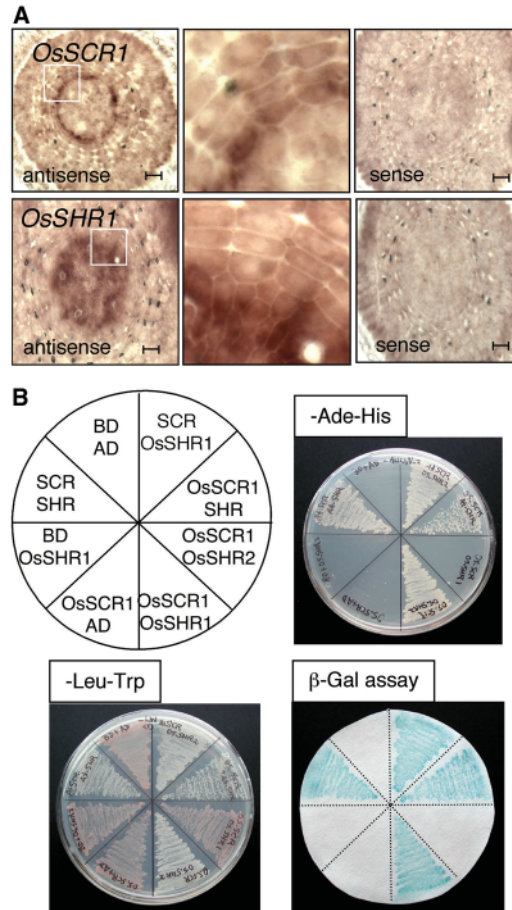 A
OsSCR1
antisense
sense
OsSHR1
antisense
sense
B
BD
AD
SCR
OsSHR1
SCR
SHR
OsSCR1
SHR
BD
OsSHR1
OsSCR1
OsSHR2
OsSCR1
AD
OsSCR1
OsSHR1
-Ade-His
-Leu-Trp
β-Gal assay